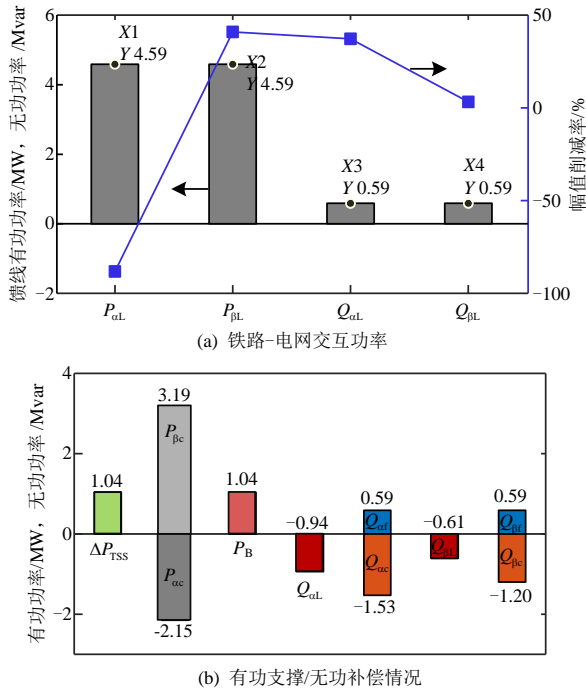 馈线有功功率/MW，无功功率 /Mvar
6
4
2
0
−2
X1
Y 4.59
X2
Y 4.59
X3
Y 0.59
X4
Y 0.59
50
0
−50
−100
幅值削减率/%
PαL
PβL
QαL
QβL
(a) 铁路−电网交互功率
有功功率/MW，无功功率 /Mvar
4
2
0
−2
1.04
ΔPTSS
3.19
Pβc
Pαc
-2.15
1.04
PB
−0.94
QαL
0.59
Qαf
Qαc
−1.53
−0.61
QβL
0.59
Qβf
Qβc
−1.20
(b) 有功支撑/无功补偿情况